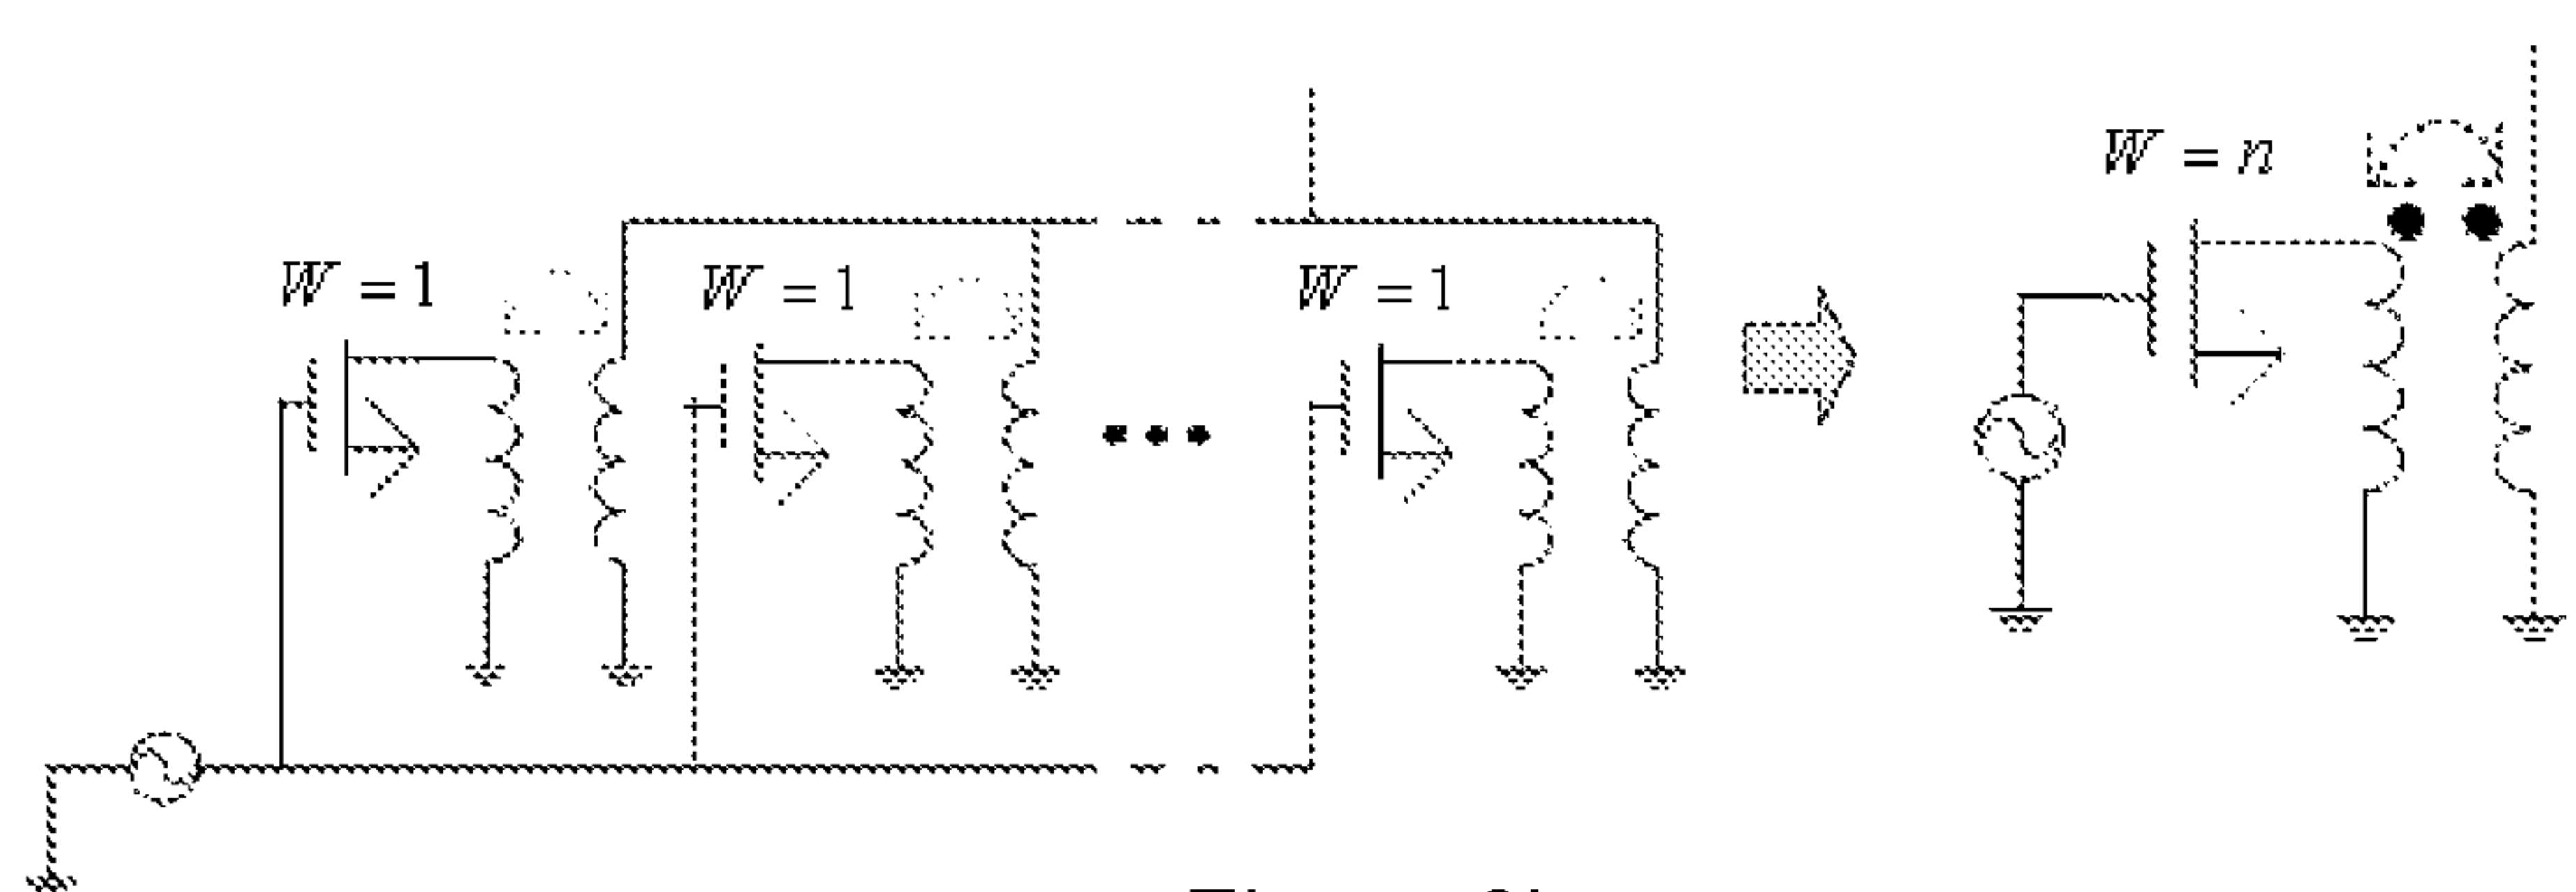 W = n
W = 1
W = 1
W = 1